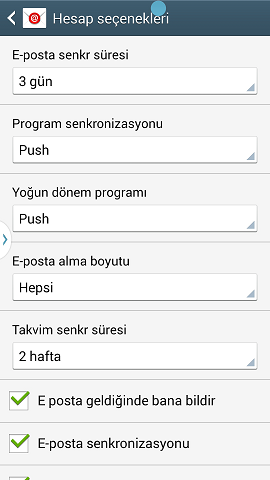 Hesap seçenekleri
E-posta senkr süresi
3 gün
Program senkronizasyonu
Push
Yoğun dönem programı
Push
E-posta alma boyutu
Hepsi
Takvim senkr süresi
2 hafta
E posta geldiğinde bana bildir
E-posta senkronizasyonu